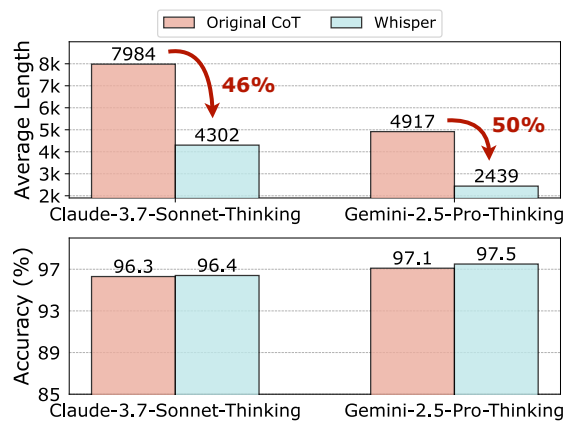 Original CoT Whisper
Average Length
8k
7k
6k
5k
4k
3k
2k
7984
46%
4302
4917
50%
2439
Claude-3.7-Sonnet-Thinking Gemini-2.5-Pro-Thinking
Accuracy (%)
97
93
89
85
96.3 96.4 97.1 97.5
Claude-3.7-Sonnet-Thinking Gemini-2.5-Pro-Thinking